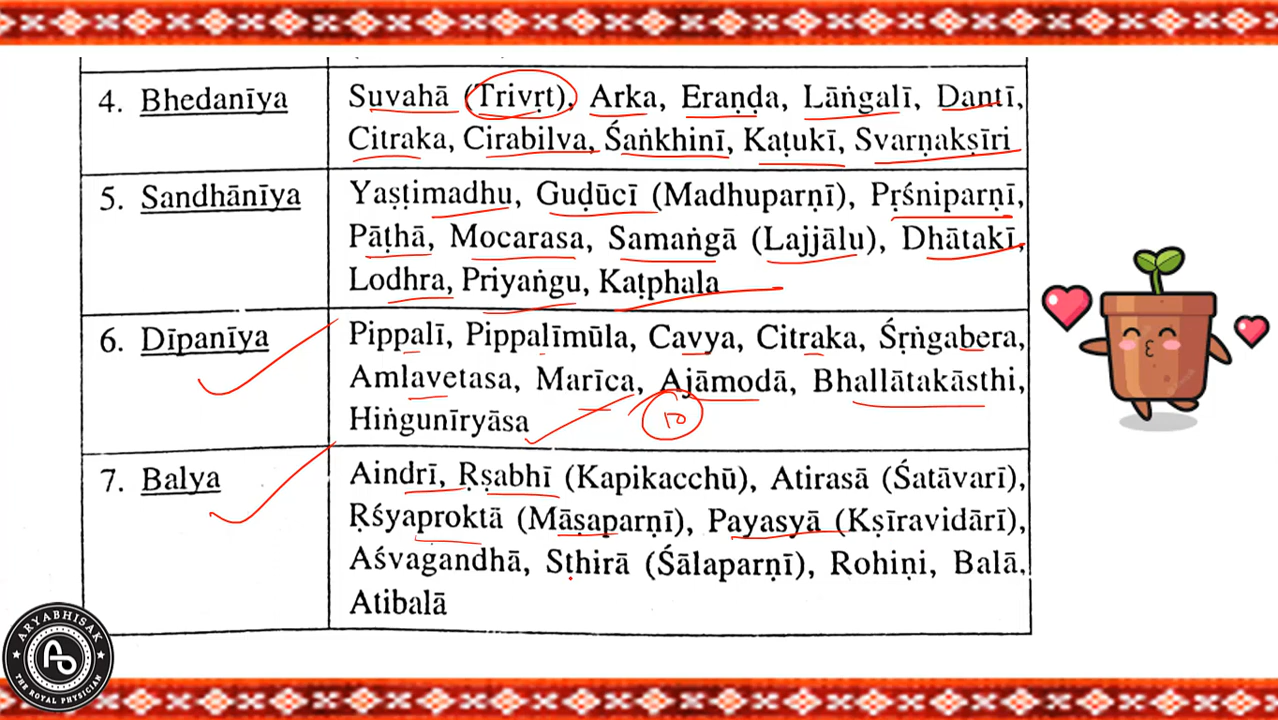 4. Bhedanīya
Suvahā (Trivṛt), Arka, Eraṇḍa, Lāṅgalī, Dantī,
Citraka, Cirabilva, Śaṅkhinī, Kaṭukī, Svarṇakṣīri
5. Sandhānīya
Yaṣṭimadhu, Guḍūcī (Madhuparṇī), Pṛśniparṇī,
Pāṭhā, Mocarasa, Samaṅgā (Lajjālu), Dhātakī,
Lodhra, Priyaṅgu, Kaṭphala
6. Dīpanīya
Pippalī, Pippalīmūla, Cavya, Citraka, Śṛṅgabera,
Amlavetasa, Marīca, Ajāmodā, Bhallātakāsthi,
Hiṅgunīryāsa
10
7. Balya
Aindrī, Ṛṣabhī (Kapikacchū), Atirasā (Śatāvarī),
Ṛśyaproktā (Māṣaparṇī), Payasyā (Kṣīravidārī),
Aśvagandhā, Sthirā (Śālaparṇī), Rohiṇi, Balā,
Atibalā
ARYABHISAK
THE ROYAL PHYSICIAN